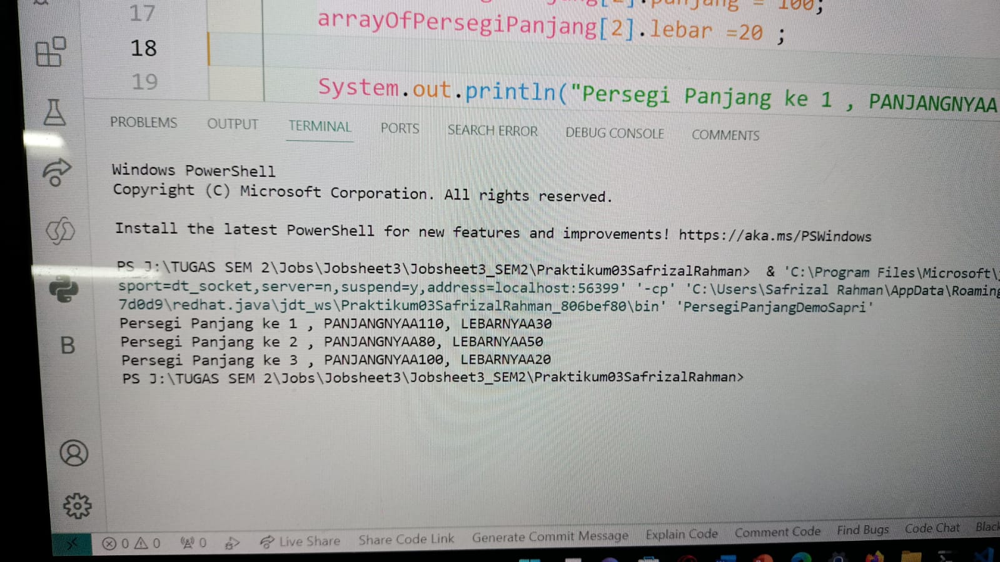 17
arrayOfPersegiPanjang[2].panjang = 100;
arrayOfPersegiPanjang[2].lebar =20 ;
18
19
System.out.println("Persegi Panjang ke 1 , PANJANGNYAA
PROBLEMS OUTPUT TERMINAL PORTS SEARCH ERROR DEBUG CONSOLE COMMENTS
Windows PowerShell
Copyright (C) Microsoft Corporation. All rights reserved.
Install the latest PowerShell for new features and improvements! https://aka.ms/PSWindows
PS J:\TUGAS SEM 2\Jobs\Jobsheet3\Jobsheet3_SEM2\Praktikum03SafrizalRahman> & 'C:\Program Files\Microsoft\
sport=dt_socket,server=n,suspend=y,address=localhost:56399' '-cp' 'C:\Users\Safrizal Rahman\AppData\Roaming
7d0d9\redhat.java\jdt_ws\Praktikum03SafrizalRahman_806bef80\bin' 'PersegiPanjangDemoSapri'
Persegi Panjang ke 1 , PANJANGNYAA110, LEBARNYAA30
Persegi Panjang ke 2 , PANJANGNYAA80, LEBARNYAA50
Persegi Panjang ke 3 , PANJANGNYAA100, LEBARNYAA20
PS J:\TUGAS SEM 2\Jobs\Jobsheet3\Jobsheet3_SEM2\Praktikum03SafrizalRahman>
B
0 0 0 Live Share Share Code Link Generate Commit Message Explain Code Comment Code Find Bugs Code Chat Black